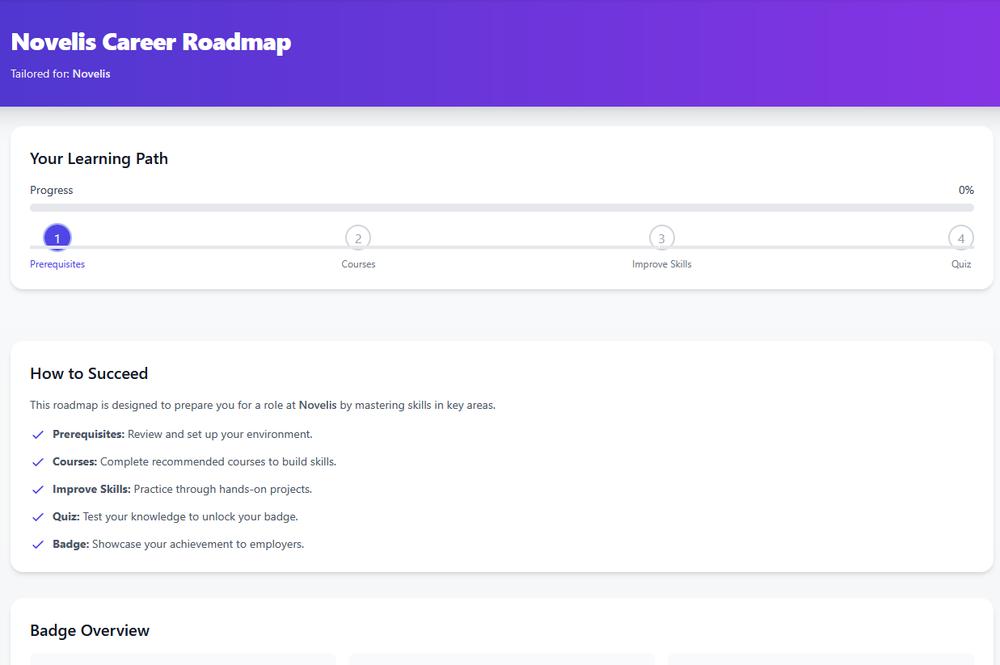 Novelis Career Roadmap
Tailored for: Novelis
Your Learning Path
Progress 0%
1 2 3 4
Prerequisites Courses Improve Skills Quiz
How to Succeed
This roadmap is designed to prepare you for a role at Novelis by mastering skills in key areas.
Prerequisites: Review and set up your environment.
Courses: Complete recommended courses to build skills.
Improve Skills: Practice through hands-on projects.
Quiz: Test your knowledge to unlock your badge.
Badge: Showcase your achievement to employers.
Badge Overview